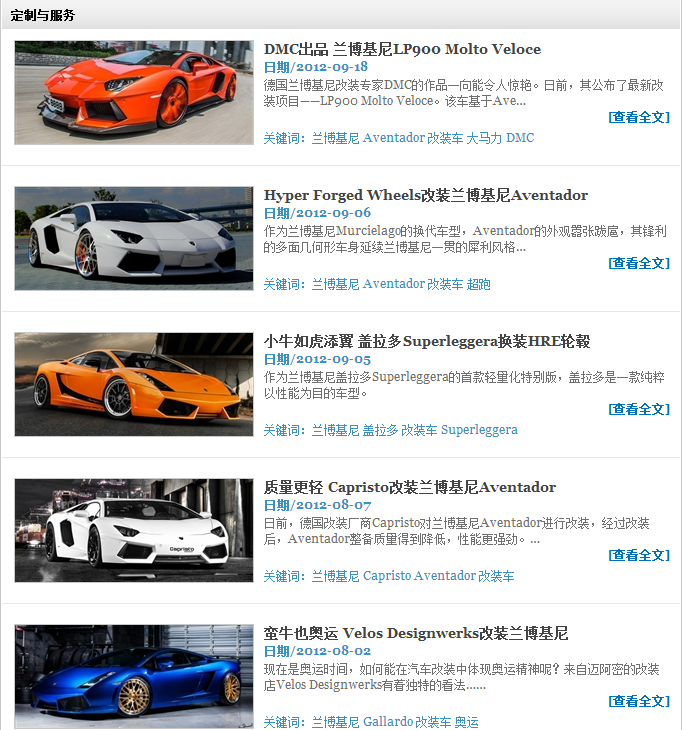 定制与服务
DMC出品 兰博基尼LP900 Molto Veloce
日期/2012-09-18
德国兰博基尼改装专家DMC的作品一向能令人惊艳。日前，其公布了最新改
装项目——LP900 Molto Veloce。该车基于Ave...
[查看全文]
关键词：兰博基尼 Aventador 改装车 大马力 DMC
Hyper Forged Wheels改装兰博基尼Aventador
日期/2012-09-06
作为兰博基尼Murcielago的换代车型，Aventador的外观嚣张跋扈，其锋利
的多面几何形车身延续兰博基尼一贯的犀利风格...
[查看全文]
关键词：兰博基尼 Aventador 改装车 超跑
小牛如虎添翼 盖拉多Superleggera换装HRE轮毂
日期/2012-09-05
作为兰博基尼盖拉多Superleggera的首款轻量化特别版，盖拉多是一款纯粹
以性能为目的车型。
[查看全文]
关键词：兰博基尼 盖拉多 改装车 Superleggera
质量更轻 Capristo改装兰博基尼Aventador
日期/2012-08-07
日前，德国改装厂商Capristo对兰博基尼Aventador进行改装，经过改装
后，Aventador整备质量得到降低，性能更强劲。...
[查看全文]
Capristo
关键词：兰博基尼 Capristo Aventador 改装车
蛮牛也奥运 Velos Designwerks改装兰博基尼
日期/2012-08-02
现在是奥运时间，如何能在汽车改装中体现奥运精神呢？来自迈阿密的改装
店Velos Designwerks有着独特的看法......
[查看全文]
关键词：兰博基尼 Gallardo 改装车 奥运